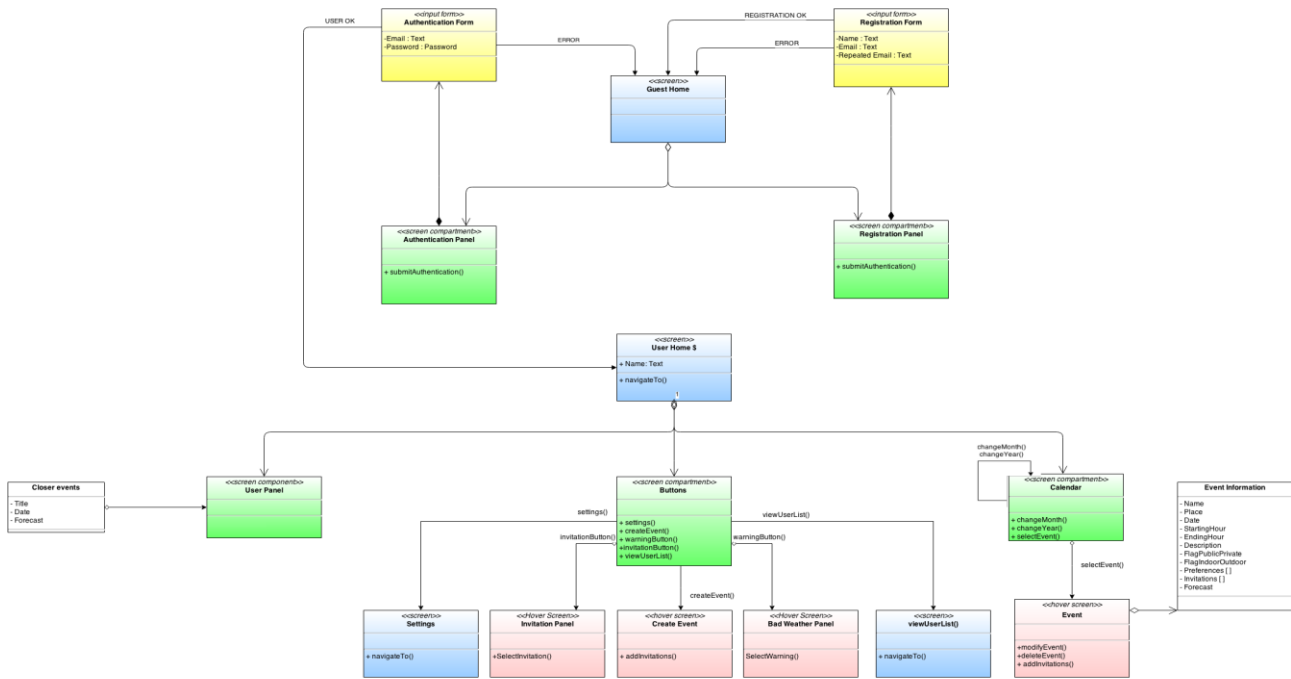 <<input form>>
Authentication Form
-Email : Text
-Password : Password
USER OK
ERROR
REGISTRATION OK
ERROR
<<input form>>
Registration Form
-Name : Text
-Email : Text
-Repeated Email : Text
<<screen>>
Guest Home
<<screen compartment>>
Authentication Panel
+ submitAuthentication()
<<screen compartment>>
Registration Panel
+ submitAuthentication()
<<screen>>
User Home $
+ Name: Text
+ navigateTo()
1
Closer events
- Title
- Date
- Forecast
<<screen component>>
User Panel
<<screen compartment>>
Buttons
+ settings()
+ createEvent()
+ warningButton()
+invitationButton()
+ viewUserList()
settings()
invitationButton()
createEvent()
warningButton()
viewUserList()
changeMonth()
changeYear()
<<screen compartment>>
Calendar
+ changeMonth()
+ changeYear()
+ selectEvent()
selectEvent()
Event Information
- Name
- Place
- Date
- StartingHour
- EndingHour
- Description
- FlagPublicPrivate
- FlagIndoorOutdoor
- Preferences [ ]
- Invitations [ ]
- Forecast
<<screen>>
Settings
+ navigateTo()
<<Hover Screen>>
Invitation Panel
+SelectInvitation()
<<hover screen>>
Create Event
+ addInvitations()
<<Hover Screen>>
Bad Weather Panel
SelectWarning()
<<screen>>
viewUserList()
+ navigateTo()
<<hover screen>>
Event
+modifyEvent()
+deleteEvent()
+ addInvitations()